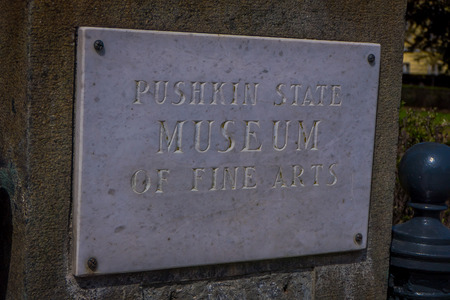 PUSHKIN STATE
MUSEUM
OF FINE ARTS